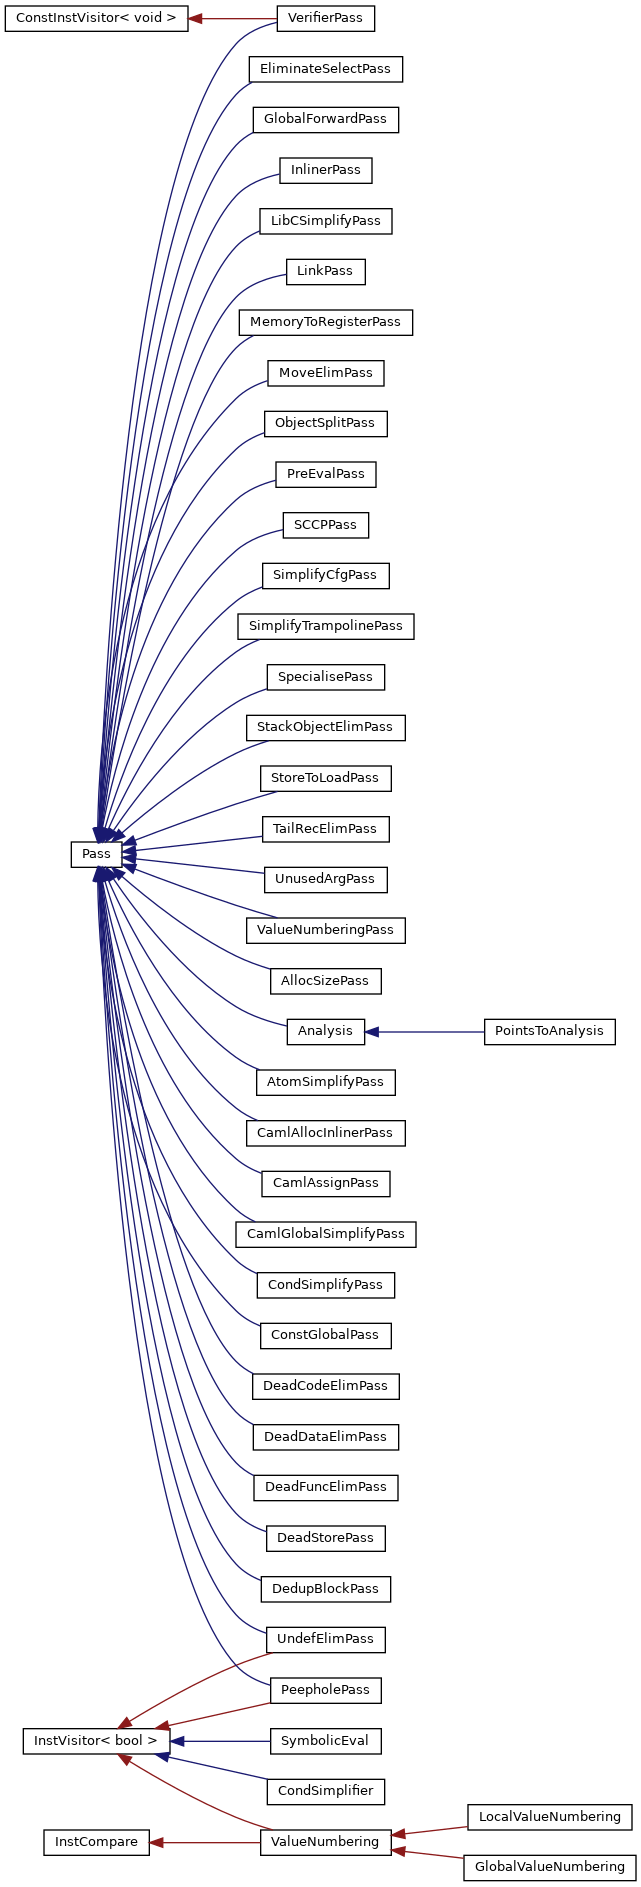 ConstInstVisitor< void >
VerifierPass
EliminateSelectPass
GlobalForwardPass
InlinerPass
LibCSimplifyPass
LinkPass
MemoryToRegisterPass
MoveElimPass
ObjectSplitPass
PreEvalPass
SCCPPass
SimplifyCfgPass
SimplifyTrampolinePass
SpecialisePass
StackObjectElimPass
StoreToLoadPass
TailRecElimPass
Pass
UnusedArgPass
ValueNumberingPass
AllocSizePass
Analysis
PointsToAnalysis
AtomSimplifyPass
CamlAllocInlinerPass
CamlAssignPass
CamlGlobalSimplifyPass
CondSimplifyPass
ConstGlobalPass
DeadCodeElimPass
DeadDataElimPass
DeadFuncElimPass
DeadStorePass
DedupBlockPass
UndefElimPass
PeepholePass
InstVisitor< bool >
SymbolicEval
CondSimplifier
LocalValueNumbering
InstCompare
ValueNumbering
GlobalValueNumbering